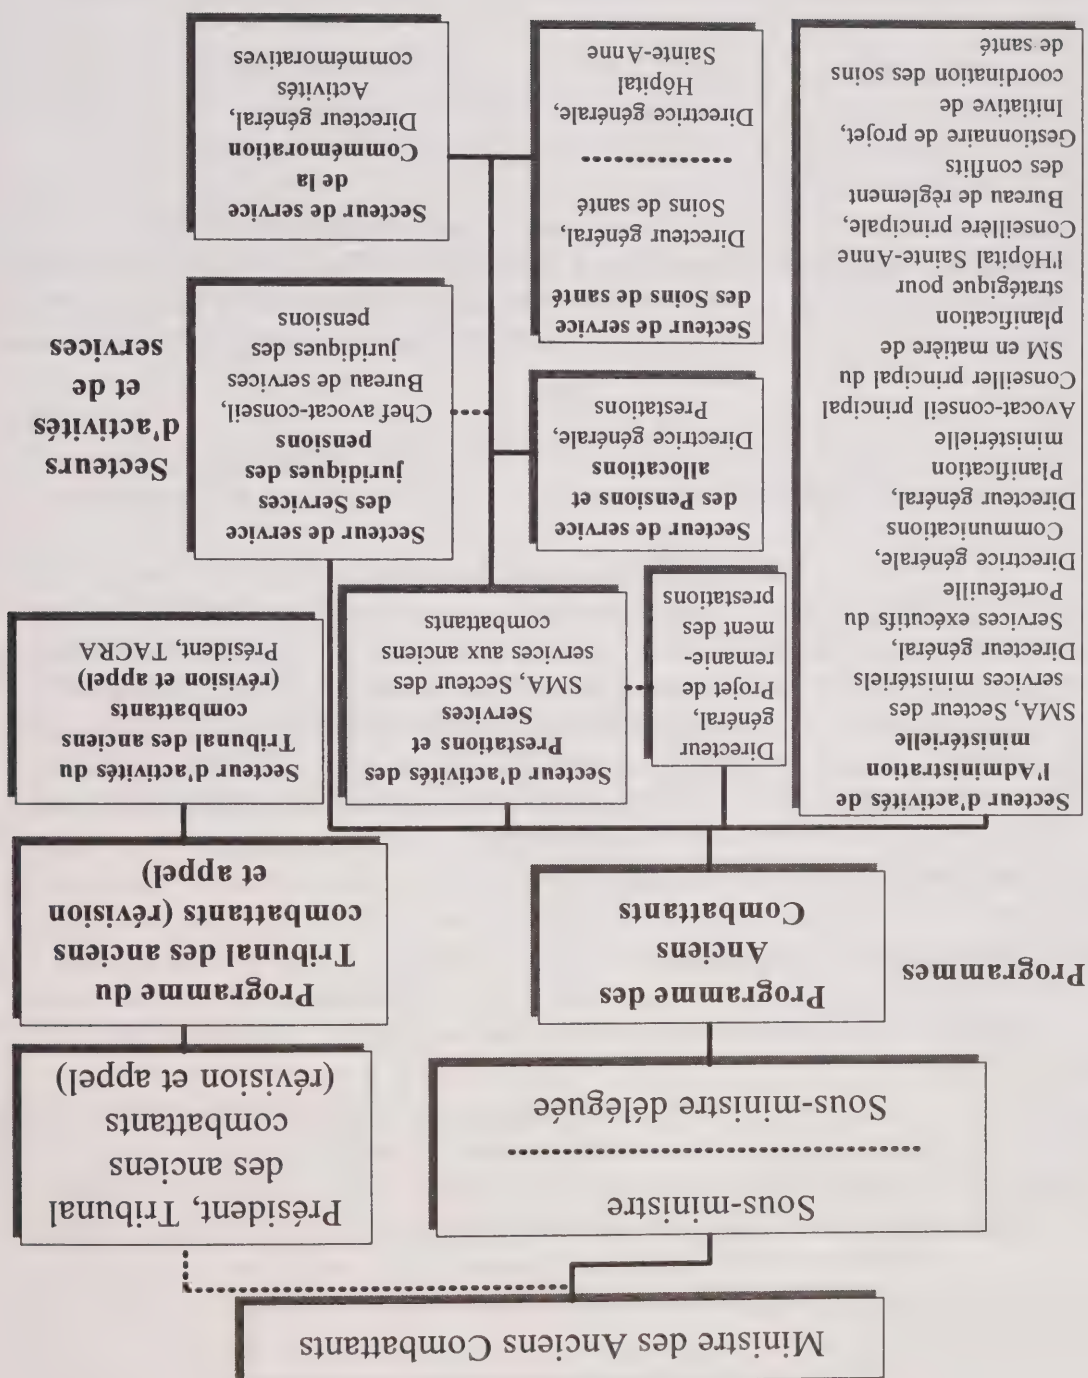 Ministre des Anciens Combattants
Sous-ministre
Sous-ministre déléguée
Président, Tribunal
des anciens
combattants
(révision et appel)
Programmes
Programme des
Anciens
Combattants
Programme du
Tribunal des anciens
combattants (révision
et appel)
Secteur d'activités de
l'Administration
ministérielle
SMA, Secteur des
services ministériels
Directeur général,
Services exécutifs du
Portefeuille
Directrice générale,
Communications
Directeur général,
Planification
ministérielle
Avocat-conseil principal
Conseiller principal du
SM en matière de
planification
stratégique pour
l'Hôpital Sainte-Anne
Conseillère principale,
Bureau de règlement
des conflits
Gestionnaire de projet,
Initiative de
coordination des soins
de santé
Directeur
général,
Projet de
remanie-
ment des
prestations
Secteur d'activités des
Prestations et
Services
SMA, Secteur des
services aux anciens
combattants
Secteur d'activités du
Tribunal des anciens
combattants
(révision et appel)
Président, TACRA
Secteurs
d'activités
et de
services
Secteur de service
des Pensions et
allocations
Directrice générale,
Prestations
Secteur de service
des Services
juridiques des
pensions
Chef avocat-conseil,
Bureau de services
juridiques des
pensions
Secteur de service
des Soins de santé
Directeur général,
Soins de santé
Directrice générale,
Hôpital
Sainte-Anne
Secteur de service
de la
Commémoration
Directeur général,
Activités
commémoratives